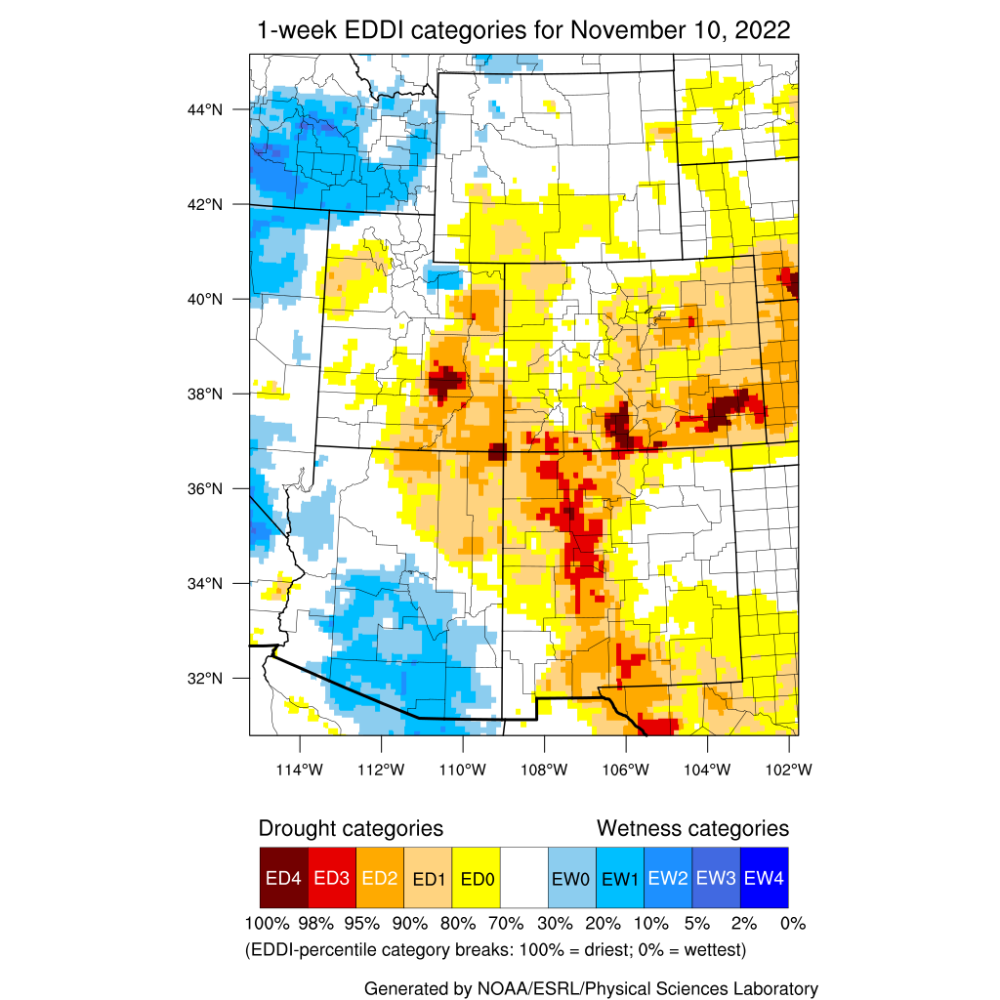 1-week EDDI categories for November 10, 2022
44°N
42°N
40°N
38°N
36°N
34°N
32°N
114°W 112°W 110°W 108°W 106°W 104°W 102°W
Drought categories Wetness categories
ED4 ED3 ED2 ED1 ED0 EW0 EW1 EW2 EW3 EW4
100% 98% 95% 90% 80% 70% 30% 20% 10% 5% 2% 0%
(EDDI-percentile category breaks: 100% = driest; 0% = wettest)
Generated by NOAA/ESRL/Physical Sciences Laboratory